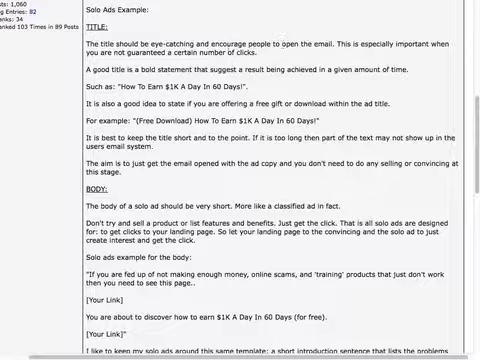 sts: 1,060
g Entries: 82
anks: 34
anked 103 Times in 89 Posts
Solo Ads Example:
TITLE:
The title should be eye-catching and encourage people to open the email. This is especially important when
you are not guaranteed a certain number of clicks.
A good title is a bold statement that suggest a result being achieved in a given amount of time.
Such as: "How To Earn $1K A Day In 60 Days!".
It is also a good idea to state if you are offering a free gift or download within the ad title.
For example: "(Free Download) How To Earn $1K A Day In 60 Days!"
It is best to keep the title short and to the point. If it is too long then part of the text may not show up in the
users email system.
The aim is to just get the email opened with the ad copy and you don't need to do any selling or convincing at
this stage.
BODY:
The body of a solo ad should be very short. More like a classified ad in fact.
Don't try and sell a product or list features and benefits. Just get the click. That is all solo ads are designed
for: to get clicks to your landing page. So let your landing page to the convincing and the solo ad to just
create interest and get the click.
Solo ads example for the body:
"If you are fed up of not making enough money, online scams, and 'training' products that just don't work
then you need to see this page..
[Your Link]
You are about to discover how to earn $1K A Day In 60 Days (for free).
[Your Link]"
I like to keep my solo ads around this same template: a short introduction sentence that lists the problems